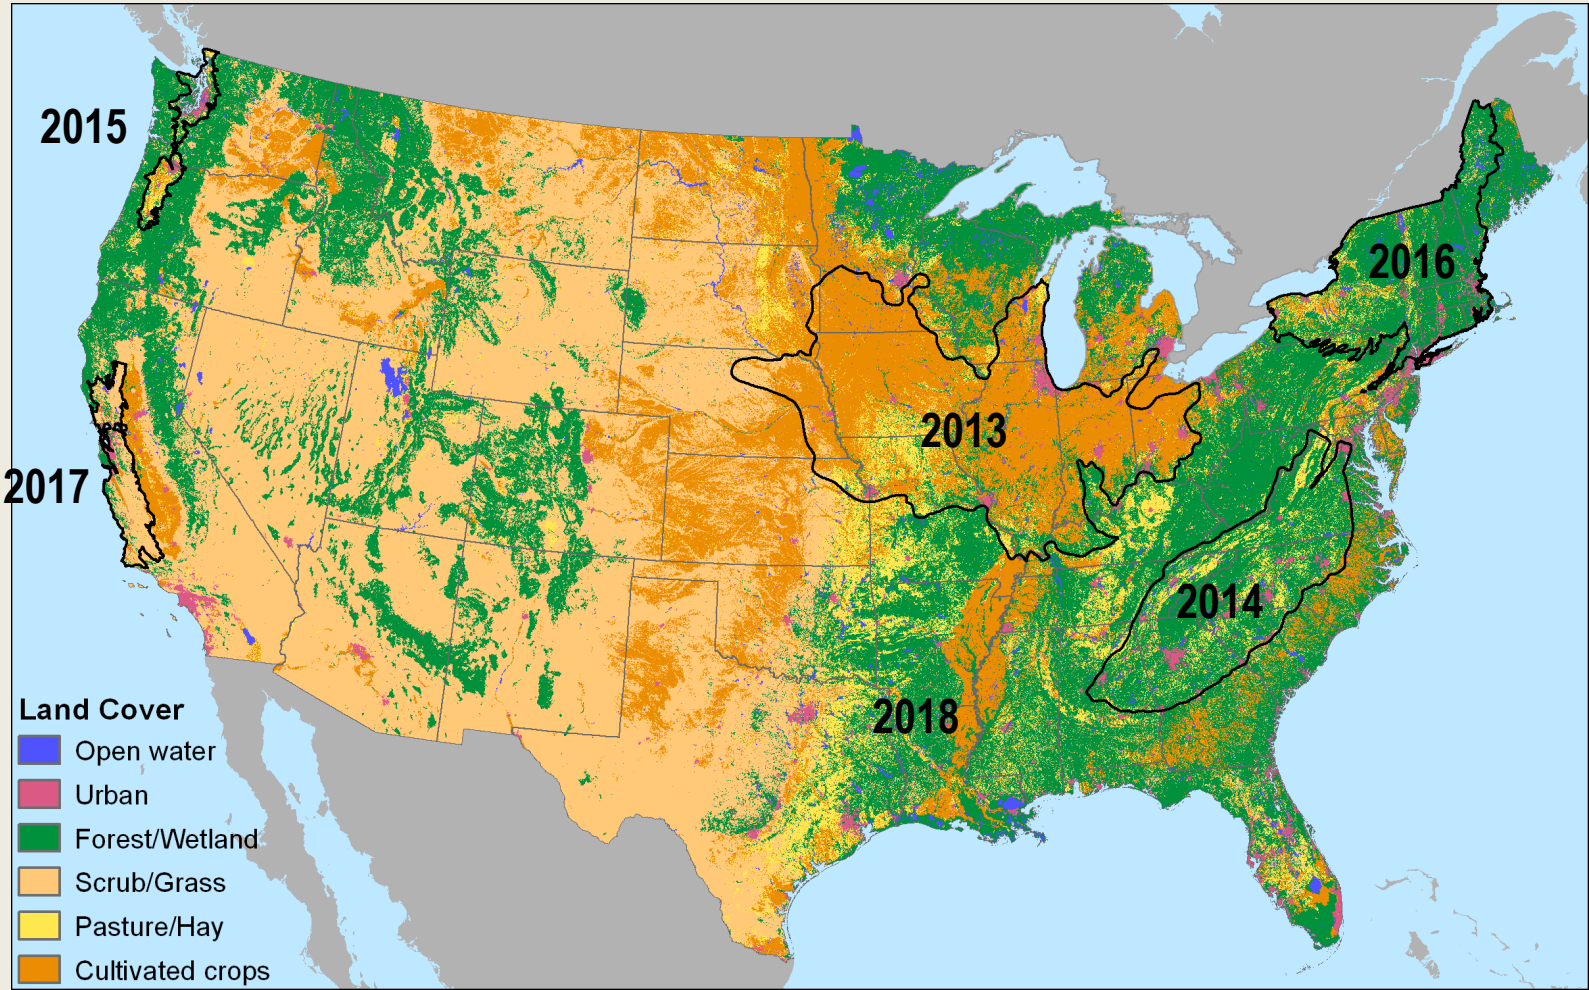 2015
2016
2013
2017
2014
2018
Land Cover
Open water
Urban
Forest/Wetland
Scrub/Grass
Pasture/Hay
Cultivated crops